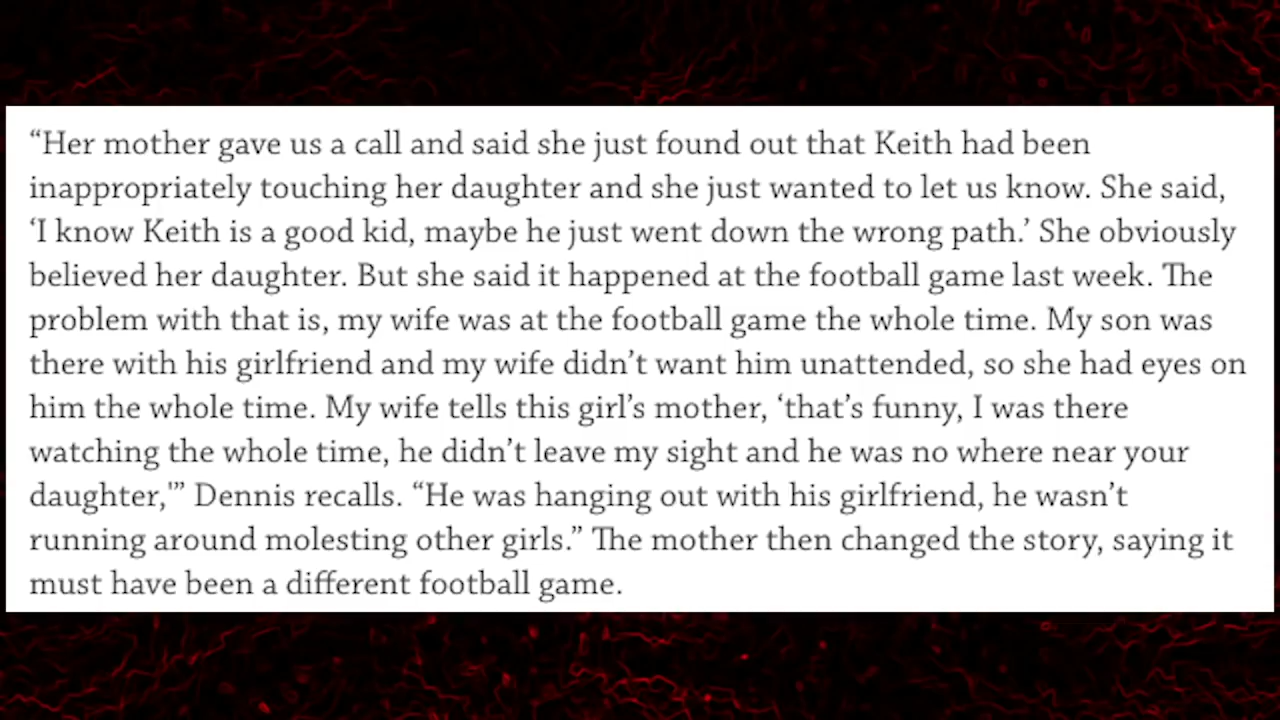 “Her mother gave us a call and said she just found out that Keith had been
inappropriately touching her daughter and she just wanted to let us know. She said,
‘I know Keith is a good kid, maybe he just went down the wrong path.’ She obviously
believed her daughter. But she said it happened at the football game last week. The
problem with that is, my wife was at the football game the whole time. My son was
there with his girlfriend and my wife didn’t want him unattended, so she had eyes on
him the whole time. My wife tells this girl’s mother, ‘that’s funny, I was there
watching the whole time, he didn’t leave my sight and he was no where near your
daughter,'” Dennis recalls. “He was hanging out with his girlfriend, he wasn’t
running around molesting other girls.” The mother then changed the story, saying it
must have been a different football game.